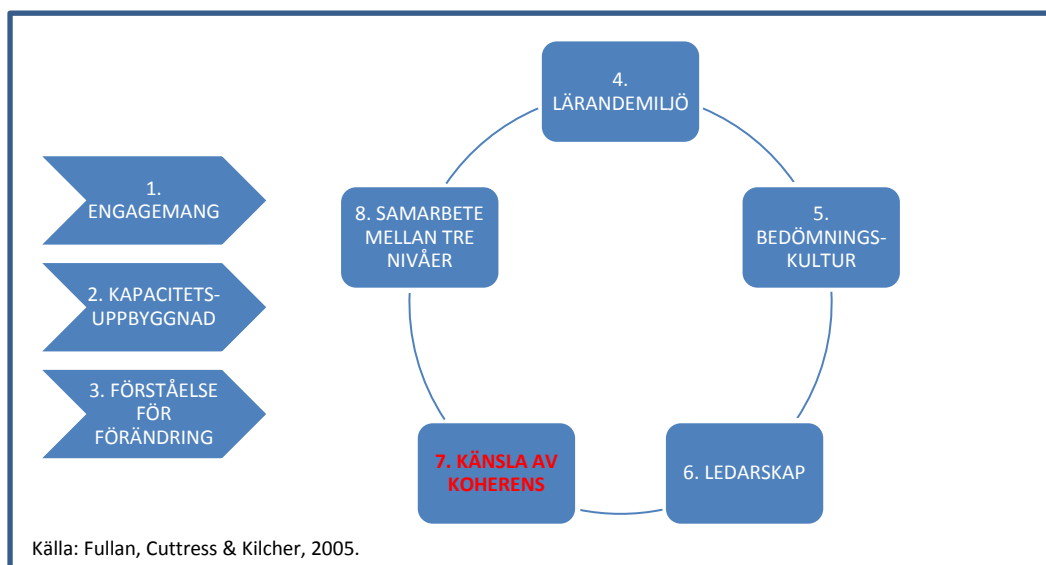 1.
ENGAGEMANG
2. KAPACITETS-
UPPBYGGNAD
3. FÖRSTÅELSE
FÖR
FÖRÄNDRING
4.
LÄRANDEMILJÖ
5.
BEDÖMNINGS-
KULTUR
6. LEDARSKAP
7. KÄNSLA AV
KOHERENS
8. SAMARBETE
MELLAN TRE
NIVÅER
Källa: Fullan, Cuttress & Kilcher, 2005.